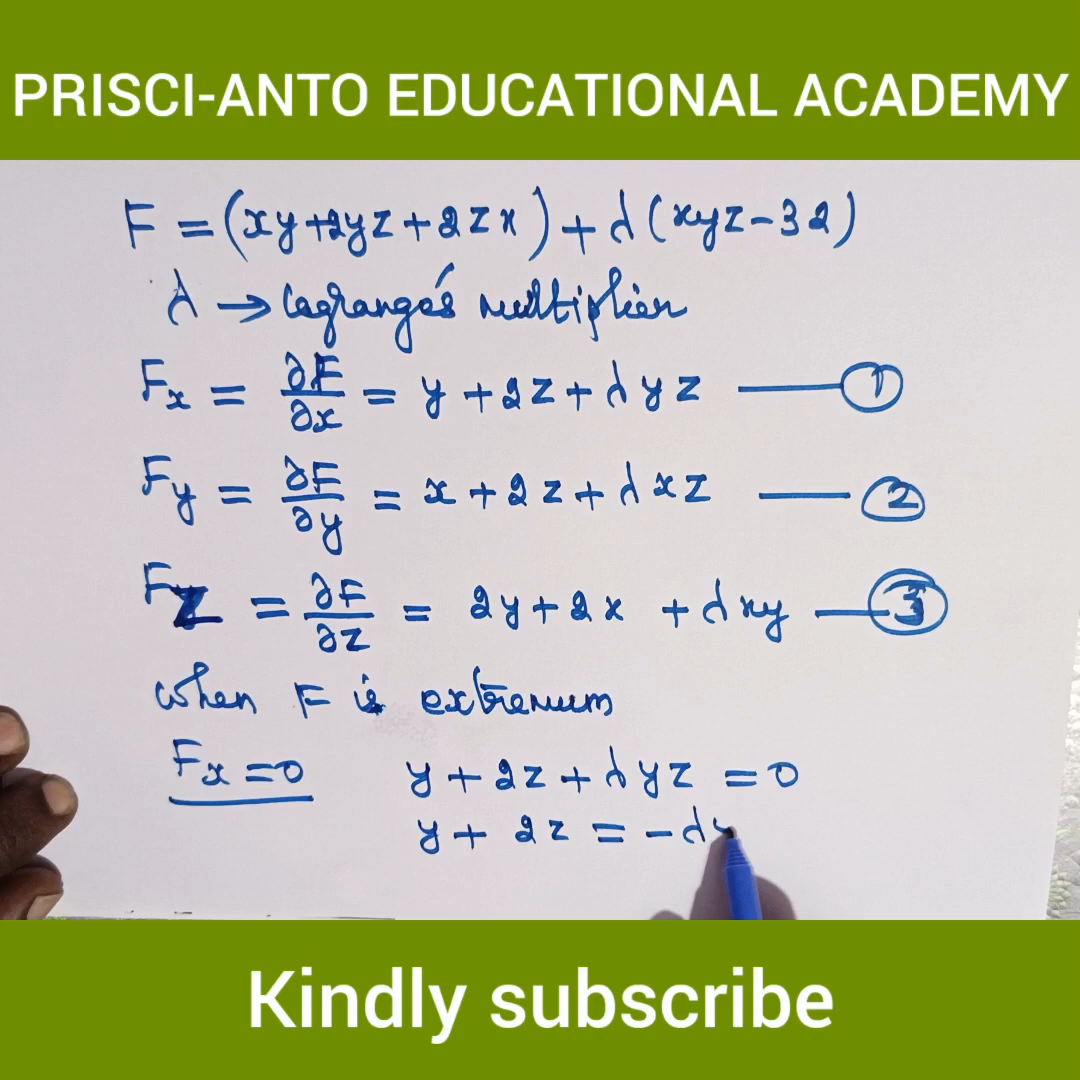 PRISCI-ANTO EDUCATIONAL ACADEMY
F = (xy+2yz+2zx) + λ(xyz-32)
λ → lagrange's multiplier
Fx = ∂F/∂x = y + 2z + λyz — ①
Fy = ∂F/∂y = x + 2z + λxz — ②
Fz = ∂F/∂z = 2y + 2x + λxy — ③
when F is extremum
Fx = 0 y + 2z + λyz = 0
y + 2z = -λy
Kindly subscribe